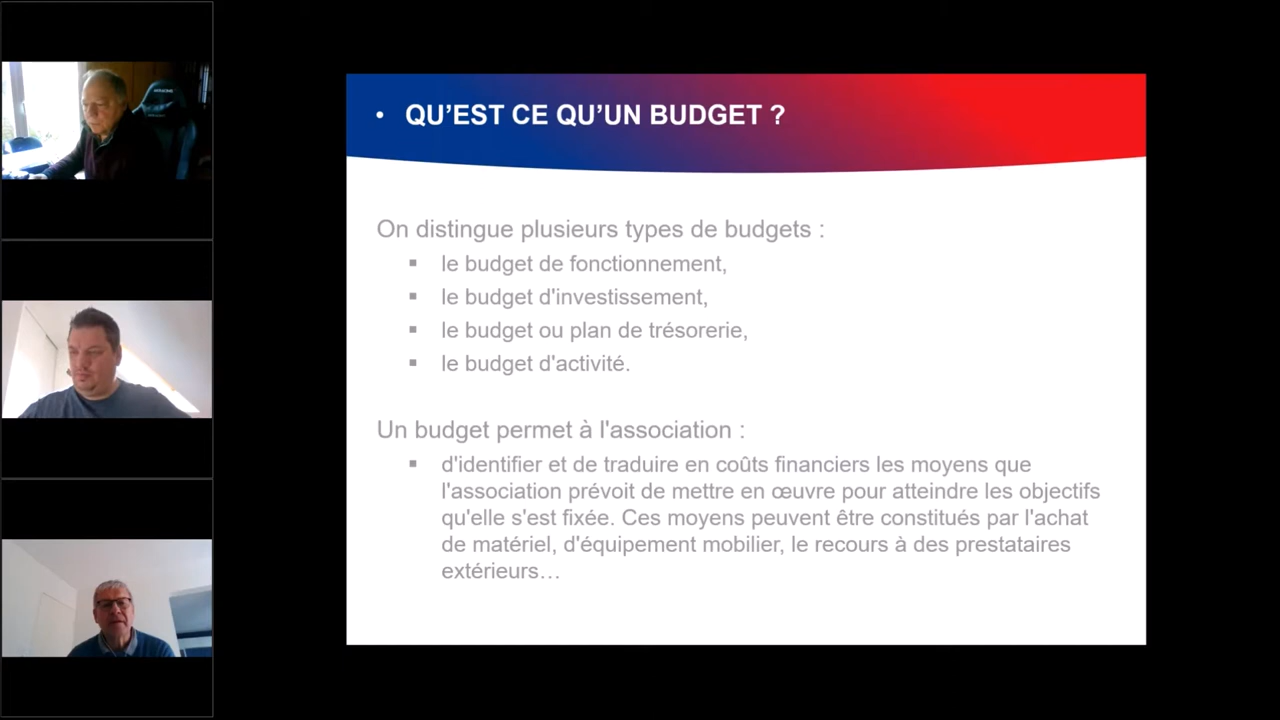 • QU’EST CE QU’UN BUDGET ?
On distingue plusieurs types de budgets :
▪ le budget de fonctionnement,
▪ le budget d'investissement,
▪ le budget ou plan de trésorerie,
▪ le budget d'activité.
Un budget permet à l'association :
▪ d'identifier et de traduire en coûts financiers les moyens que
l'association prévoit de mettre en œuvre pour atteindre les objectifs
qu'elle s'est fixée. Ces moyens peuvent être constitués par l'achat
de matériel, d'équipement mobilier, le recours à des prestataires
extérieurs…